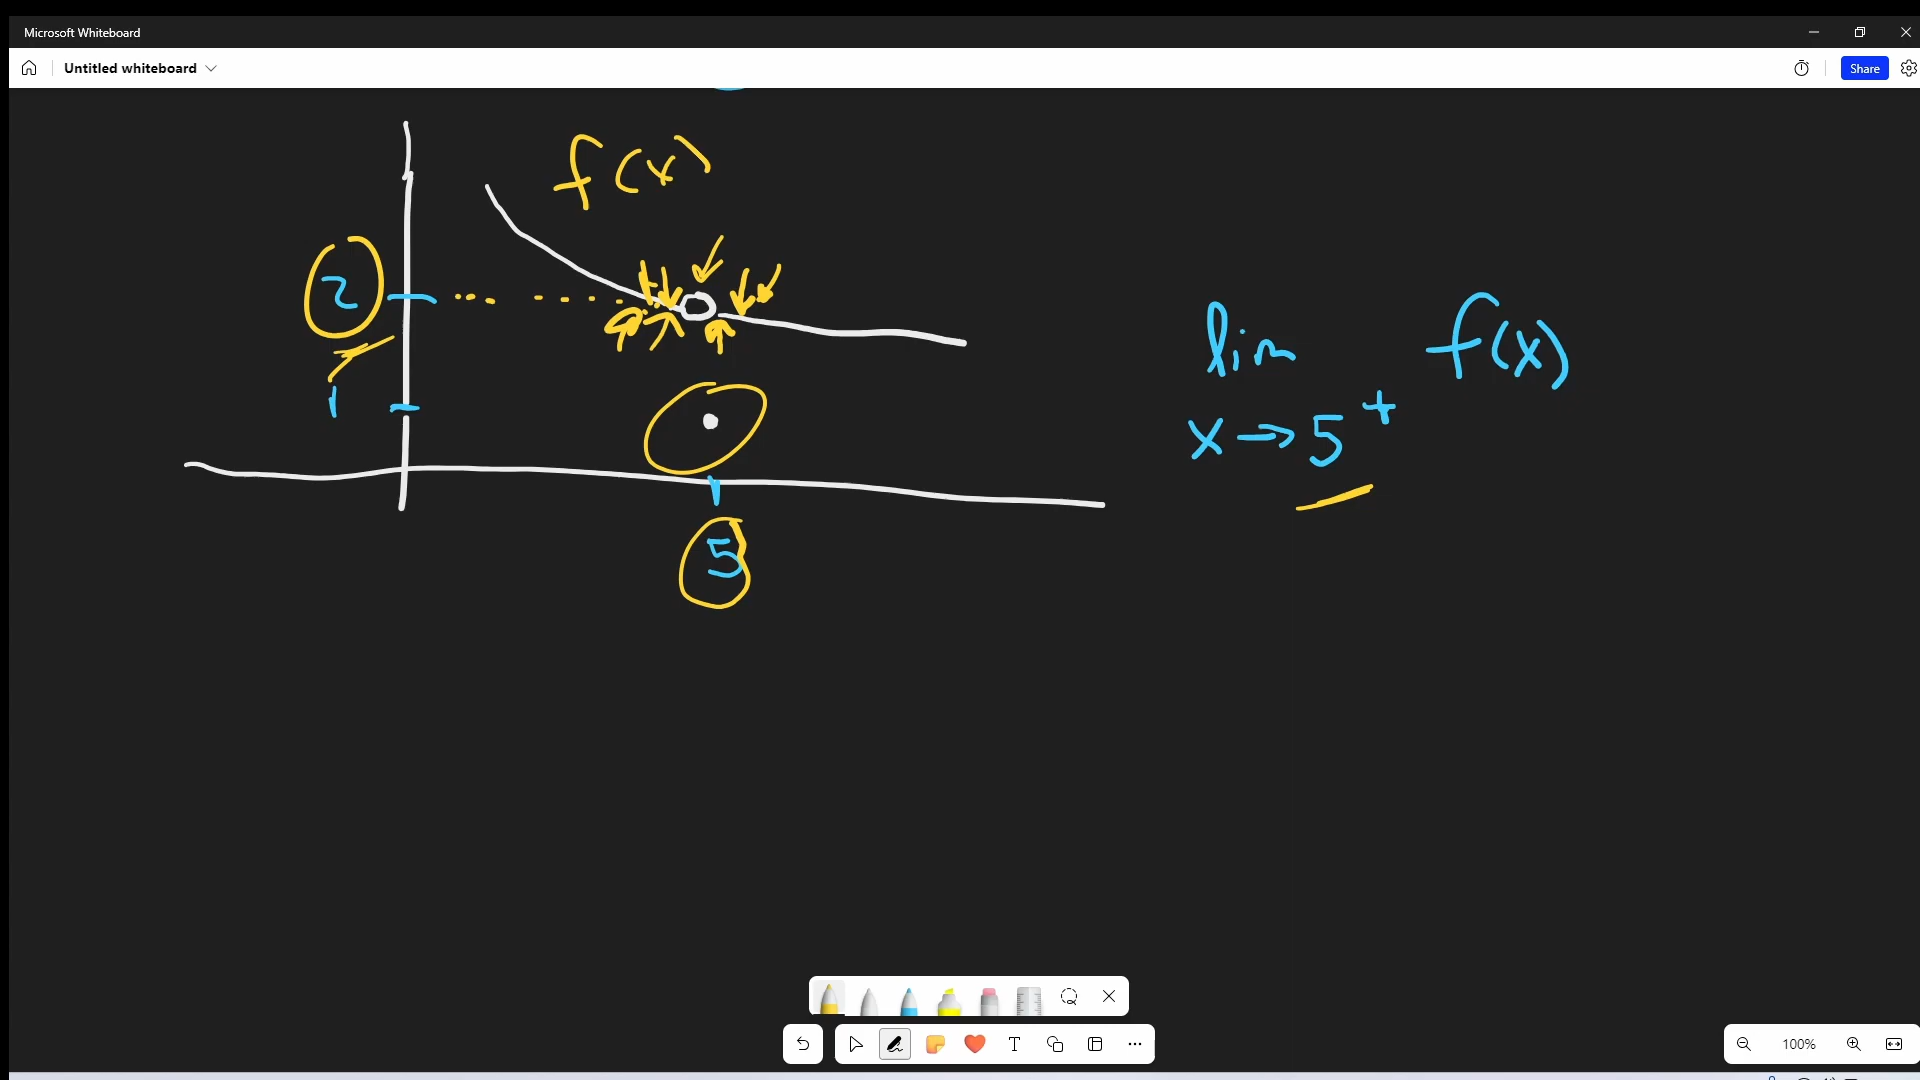 Microsoft Whiteboard
Untitled whiteboard
Share
f(x)
2
1
5
lim f(x)
x→5⁺
T
100%